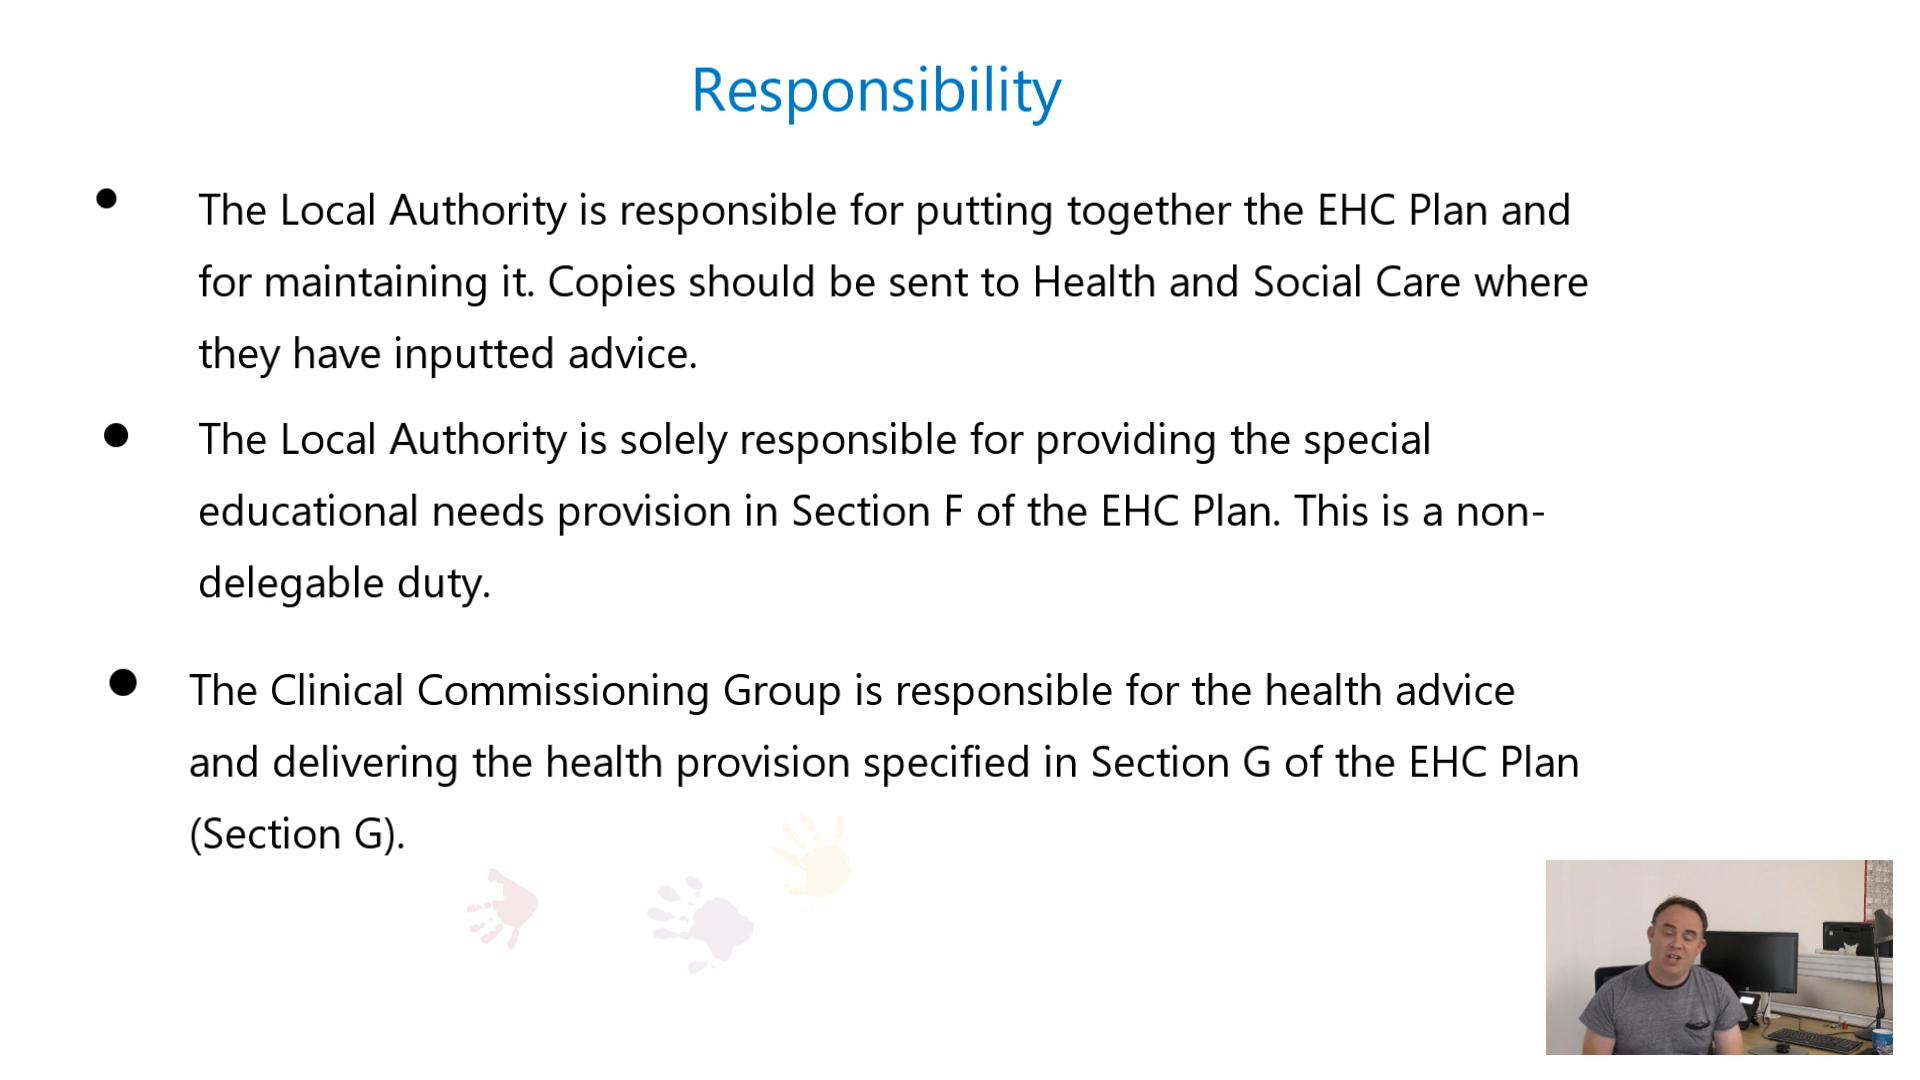 Responsibility
The Local Authority is responsible for putting together the EHC Plan and
for maintaining it. Copies should be sent to Health and Social Care where
they have inputted advice.
The Local Authority is solely responsible for providing the special
educational needs provision in Section F of the EHC Plan. This is a non-
delegable duty.
The Clinical Commissioning Group is responsible for the health advice
and delivering the health provision specified in Section G of the EHC Plan
(Section G).